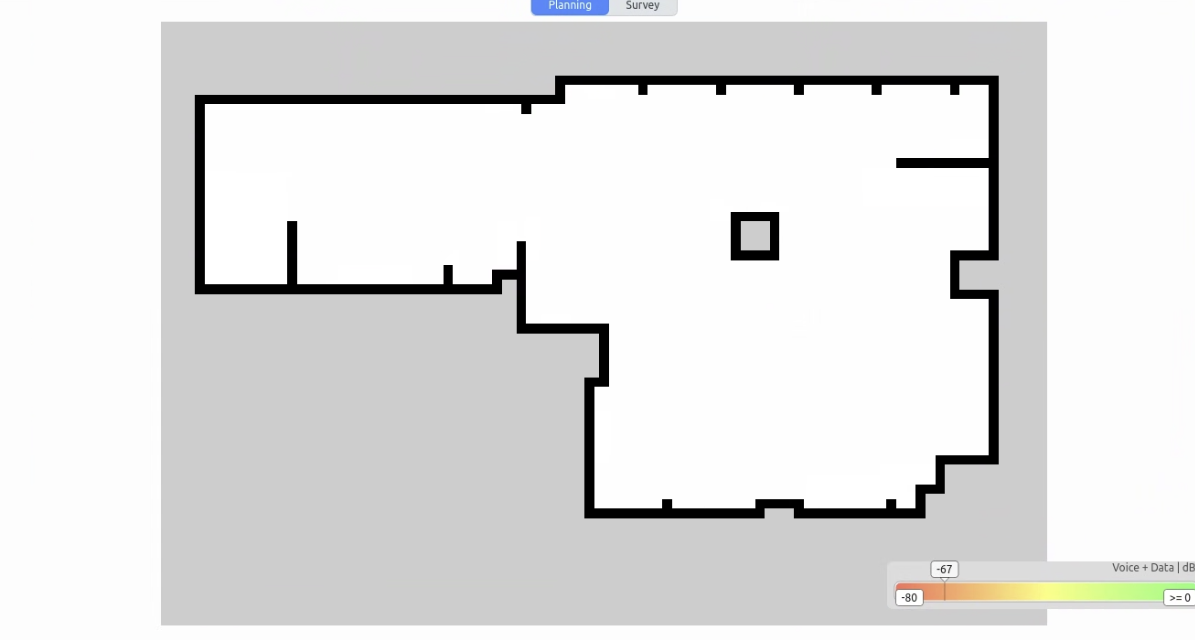 Planning Survey
-67
Voice + Data | dB
-80
>= 0